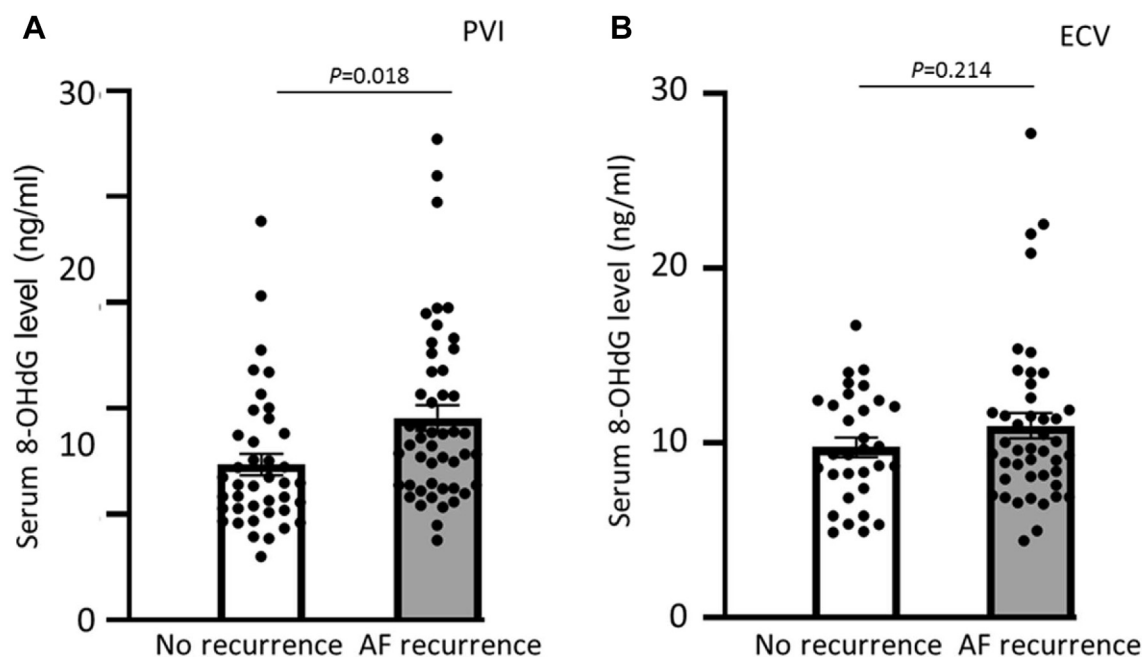 A
PVI
P=0.018
30
20
10
0
Serum 8-OHdG level (ng/ml)
No recurrence
AF recurrence
B
ECV
P=0.214
30
20
10
0
Serum 8-OHdG level (ng/ml)
No recurrence
AF recurrence